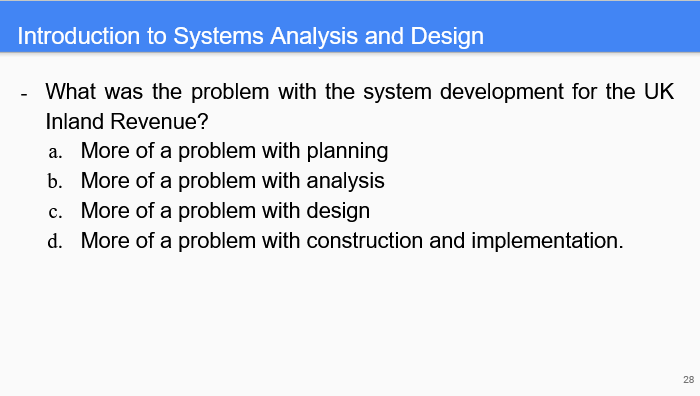 Introduction to Systems Analysis and Design
- What was the problem with the system development for the UK
Inland Revenue?
a. More of a problem with planning
b. More of a problem with analysis
c. More of a problem with design
d. More of a problem with construction and implementation.
28